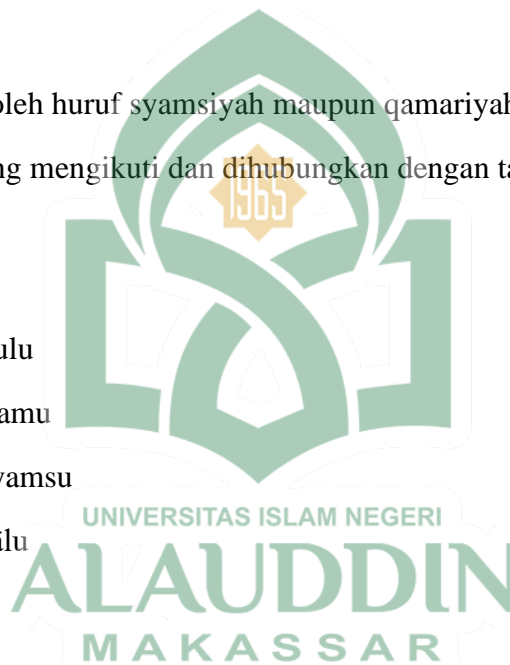 oleh huruf syamsiyah maupun qamariyah
ng mengikuti dan dihubungkan dengan ta
1965
ulu
amu
yamsu
alu
UNIVERSITAS ISLAM NEGERI
ALAUDDIN
MAKASSAR